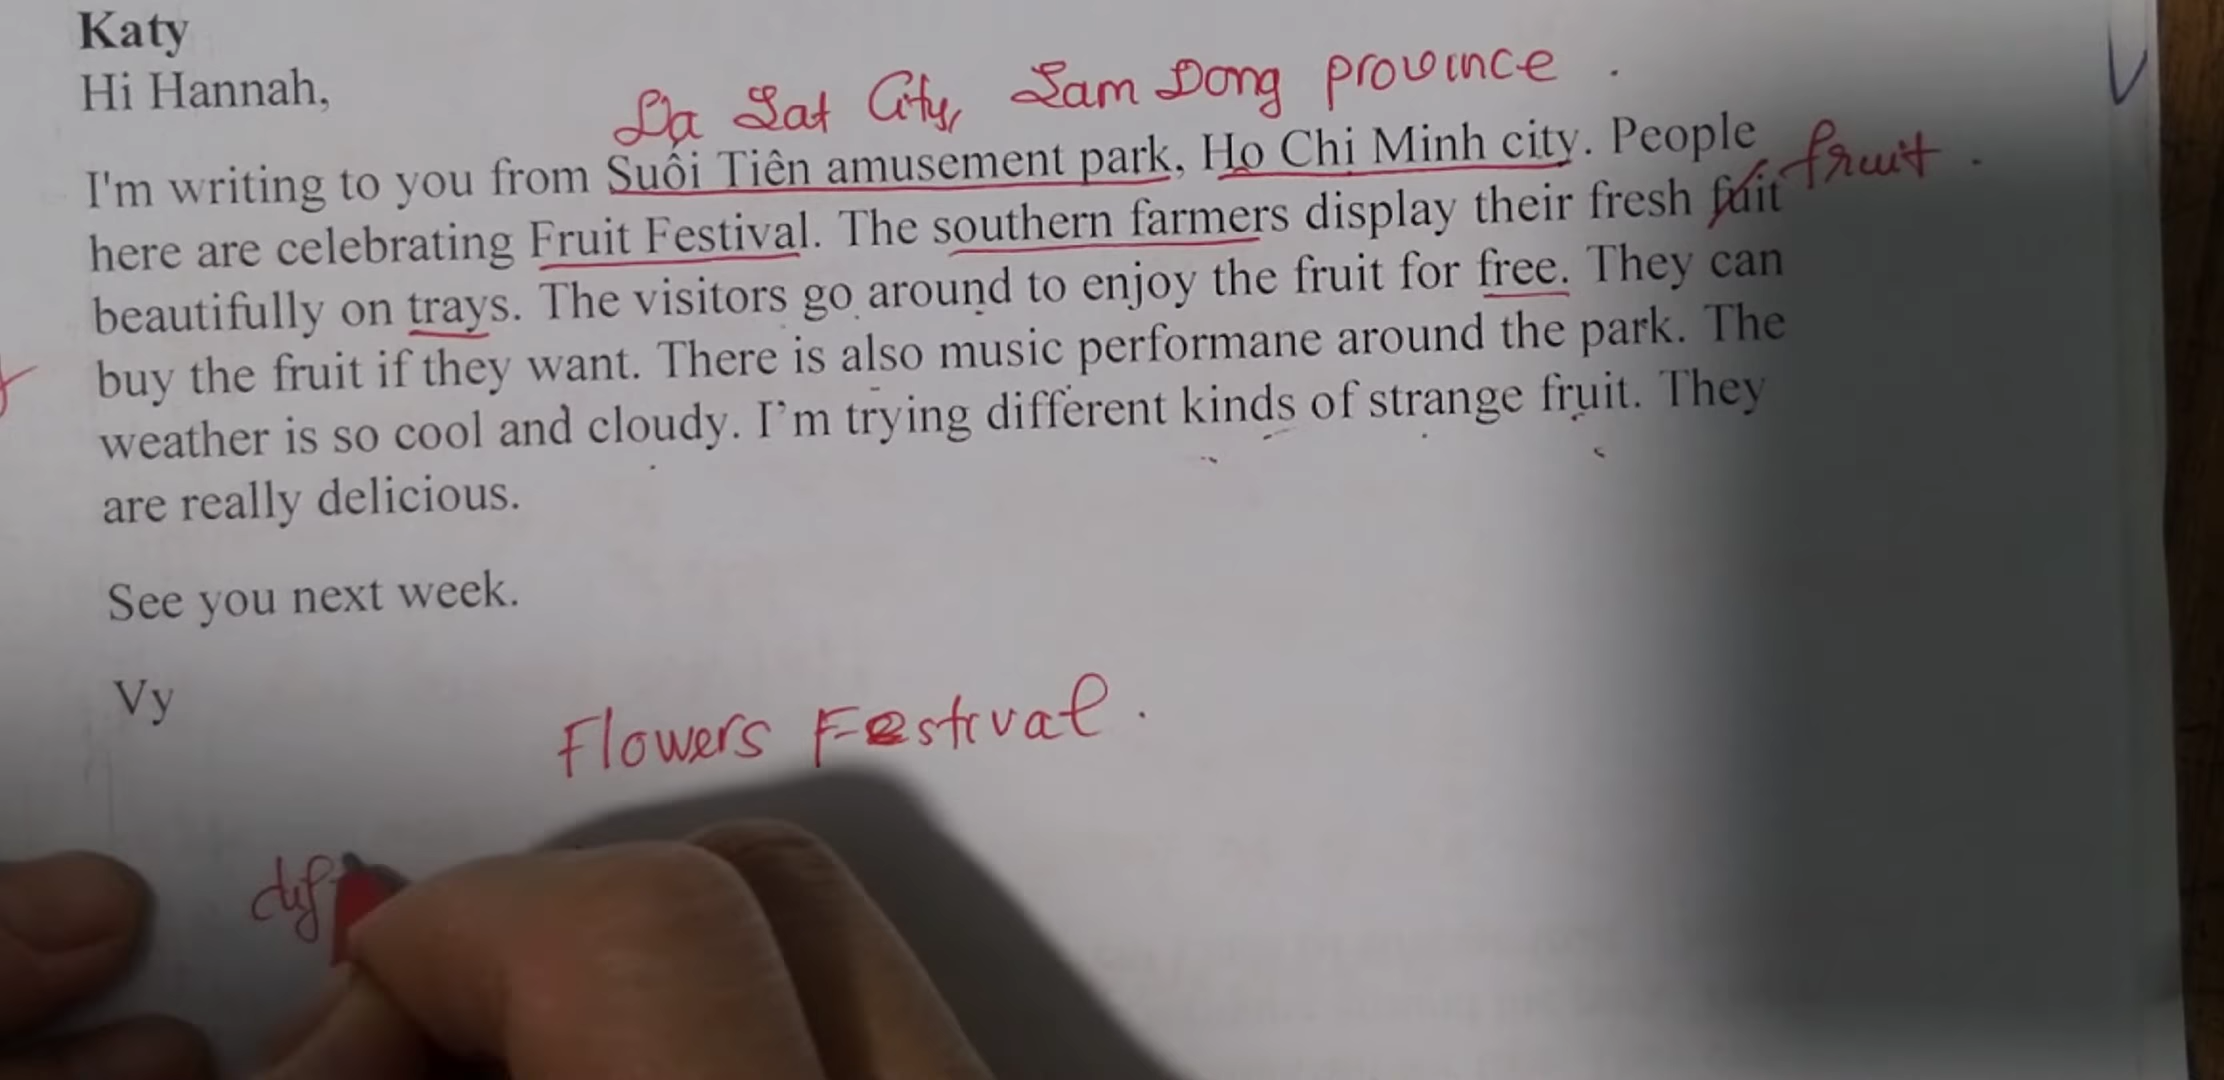 Katy
Hi Hannah,
Da Lat City, Lam Dong province.
I'm writing to you from Suôi Tiên amusement park, Ho Chi Minh city. People
fruit.
here are celebrating Fruit Festival. The southern farmers display their fresh fuit
beautifully on trays. The visitors go around to enjoy the fruit for free. They can
buy the fruit if they want. There is also music performane around the park. The
weather is so cool and cloudy. I'm trying different kinds of strange fruit. They
are really delicious.
See you next week.
Vy
Flowers Festival.
dif